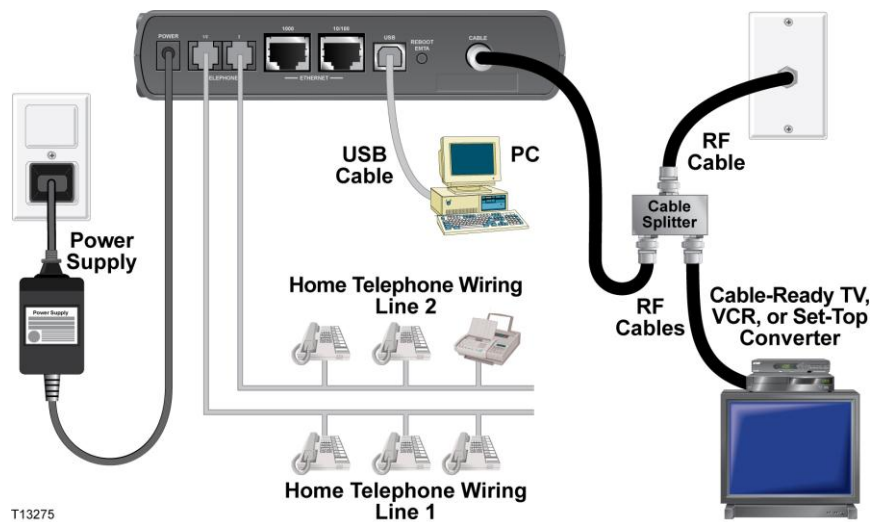 POWER
1/2
1
1000
10/100
USB
REBOOT
EMTA
CABLE
TELEPHONE
ETHERNET
USB
Cable
PC
RF
Cable
Cable
Splitter
Power
Supply
Power Supply
Home Telephone Wiring
Line 2
RF
Cables
Cable-Ready TV,
VCR, or Set-Top
Converter
Home Telephone Wiring
Line 1
T13275